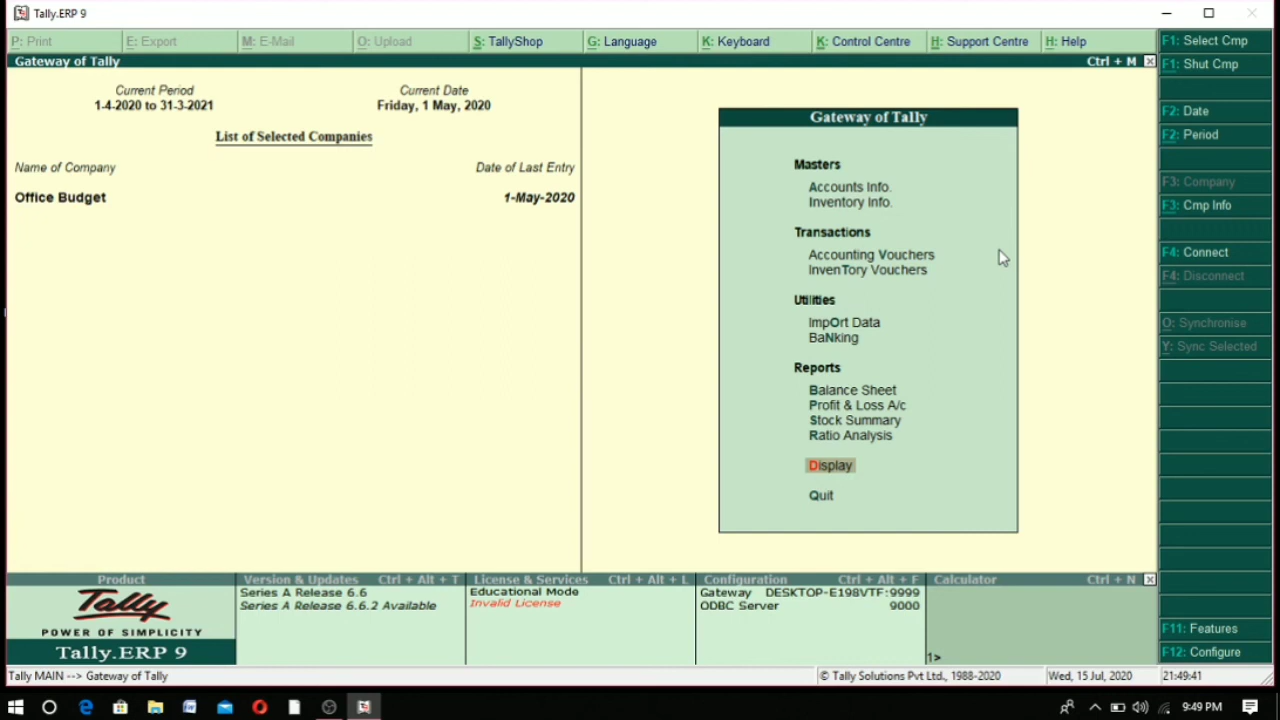 Tally.ERP 9
P: Print E: Export M: E-Mail O: Upload S: TallyShop G: Language K: Keyboard K: Control Centre H: Support Centre H: Help
Gateway of Tally Ctrl + M
Current Period Current Date
1-4-2020 to 31-3-2021 Friday, 1 May, 2020
List of Selected Companies
Name of Company Date of Last Entry
Office Budget 1-May-2020
Gateway of Tally
Masters
Accounts Info.
Inventory Info.
Transactions
Accounting Vouchers
InvenTory Vouchers
Utilities
ImpOrt Data
BaNking
Reports
Balance Sheet
Profit & Loss A/c
Stock Summary
Ratio Analysis
Display
Quit
F1: Select Cmp
F1: Shut Cmp
F2: Date
F2: Period
F3: Company
F3: Cmp Info
F4: Connect
F4: Disconnect
O: Synchronise
Y: Sync Selected
F11: Features
F12: Configure
Product
Tally
POWER OF SIMPLICITY
Tally.ERP 9
Version & Updates Ctrl + Alt + T
Series A Release 6.6
Series A Release 6.6.2 Available
License & Services Ctrl + Alt + L
Educational Mode
Invalid License
Configuration Ctrl + Alt + F
Gateway DESKTOP-E198VTF:9999
ODBC Server 9000
Calculator Ctrl + N
1>
Tally MAIN --> Gateway of Tally © Tally Solutions Pvt Ltd., 1988-2020 Wed, 15 Jul, 2020 21:49:41
9:49 PM